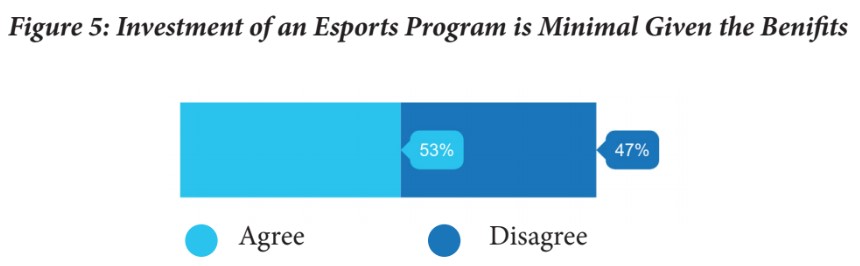 Figure 5: Investment of an Esports Program is Minimal Given the Benifits
53%
47%
Agree
Disagree